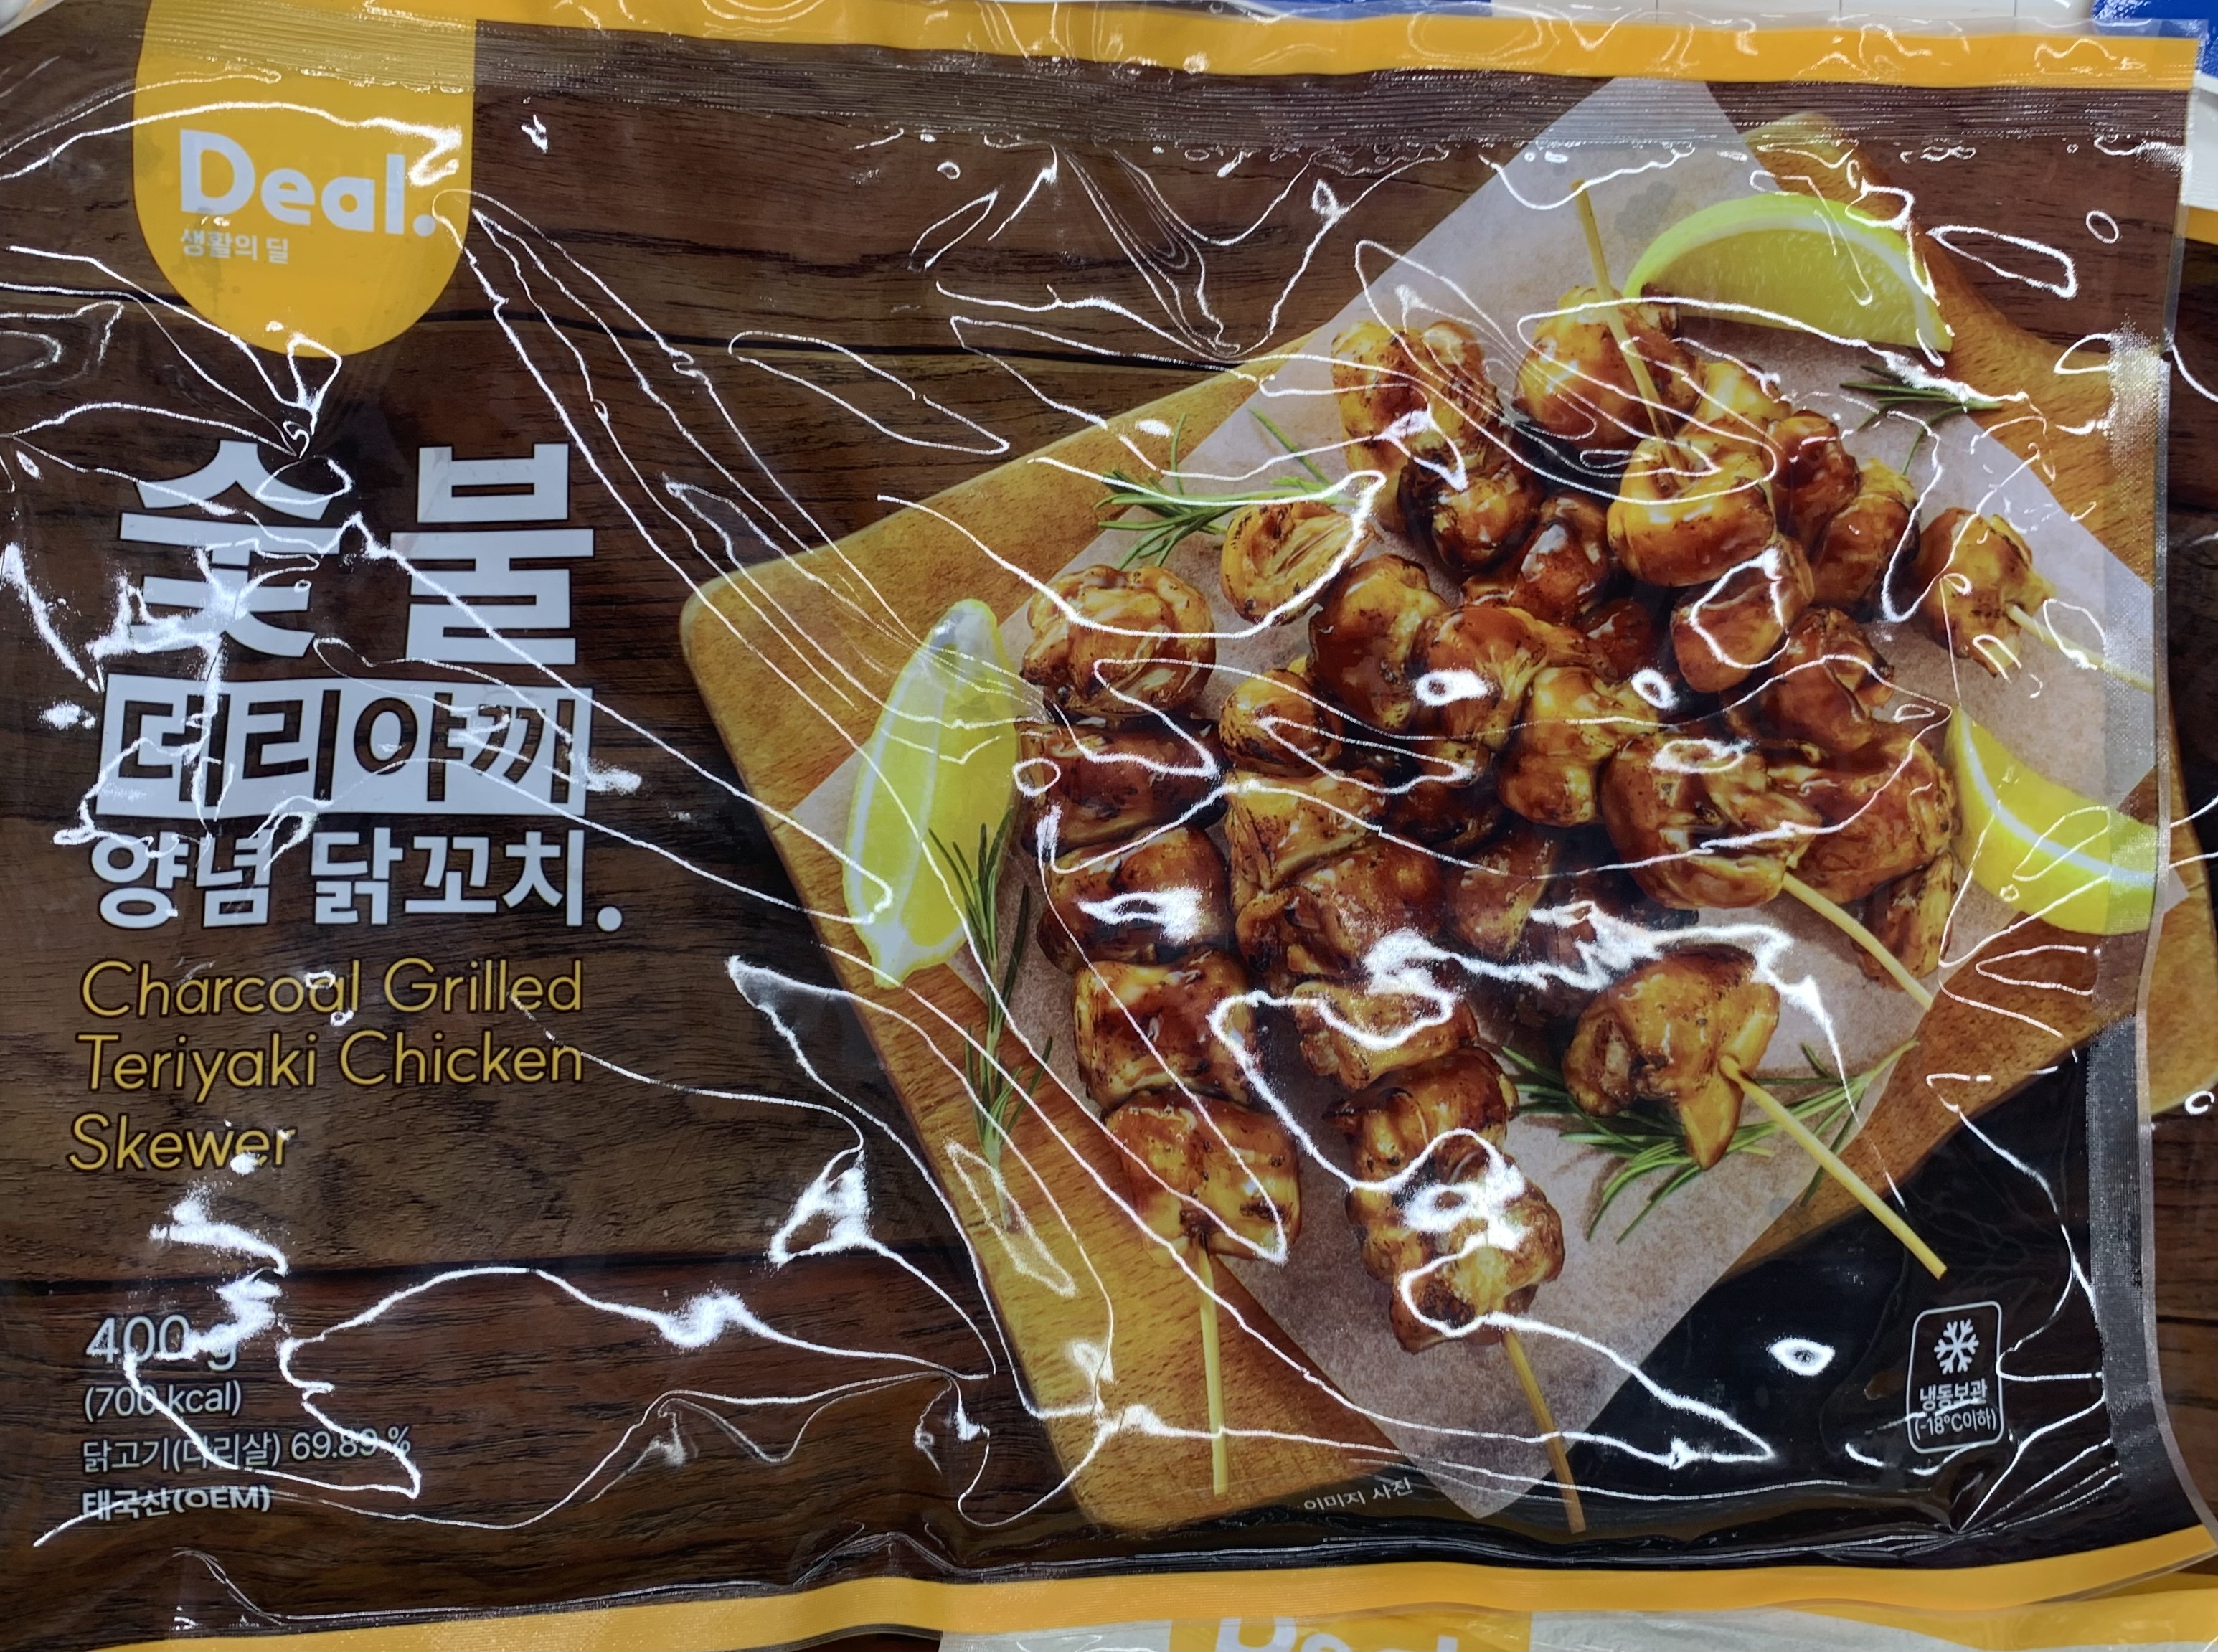 Deal.
생활의 딜
숯불
데리야끼
양념 닭꼬치.
Charcoal Grilled
Teriyaki Chicken
Skewer
400 g
(700 kcal)
닭고기(다리살) 69.89 %
태국산(OEM)
이미지 사진
냉동보관
(-18°C이하)